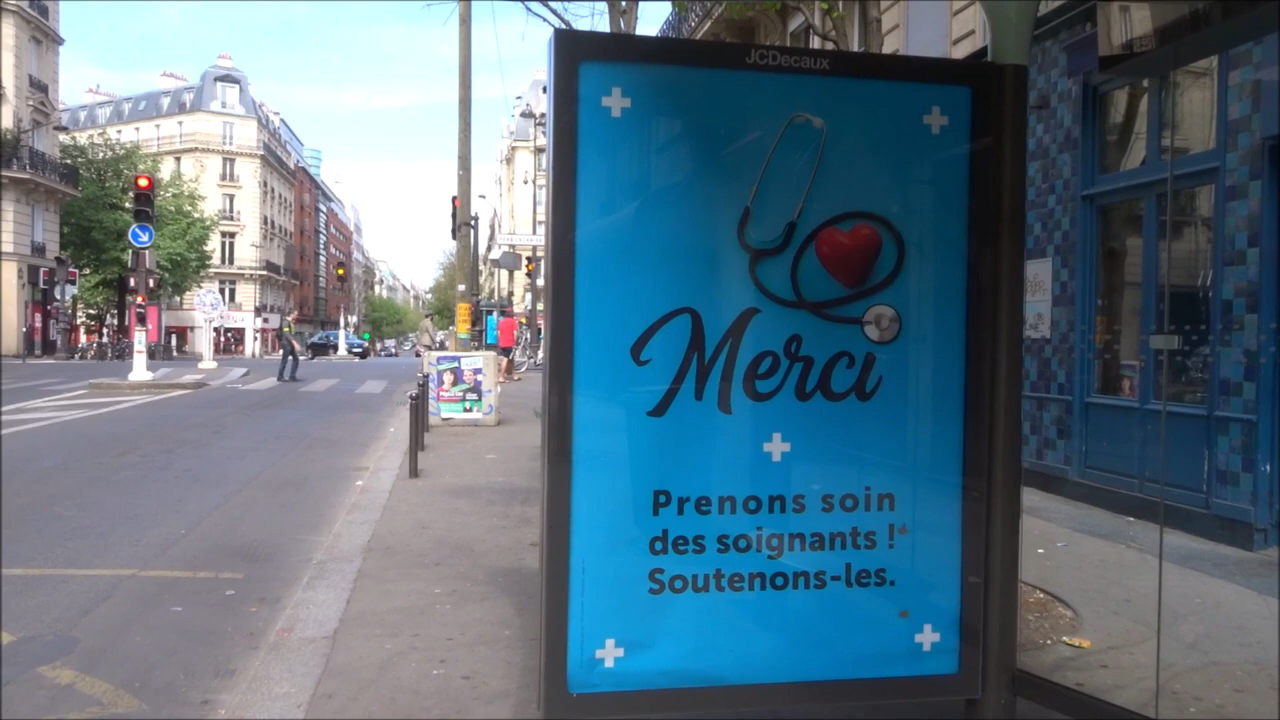 JCDecaux
Merci
Prenons soin
des soignants !
Soutenons-les.